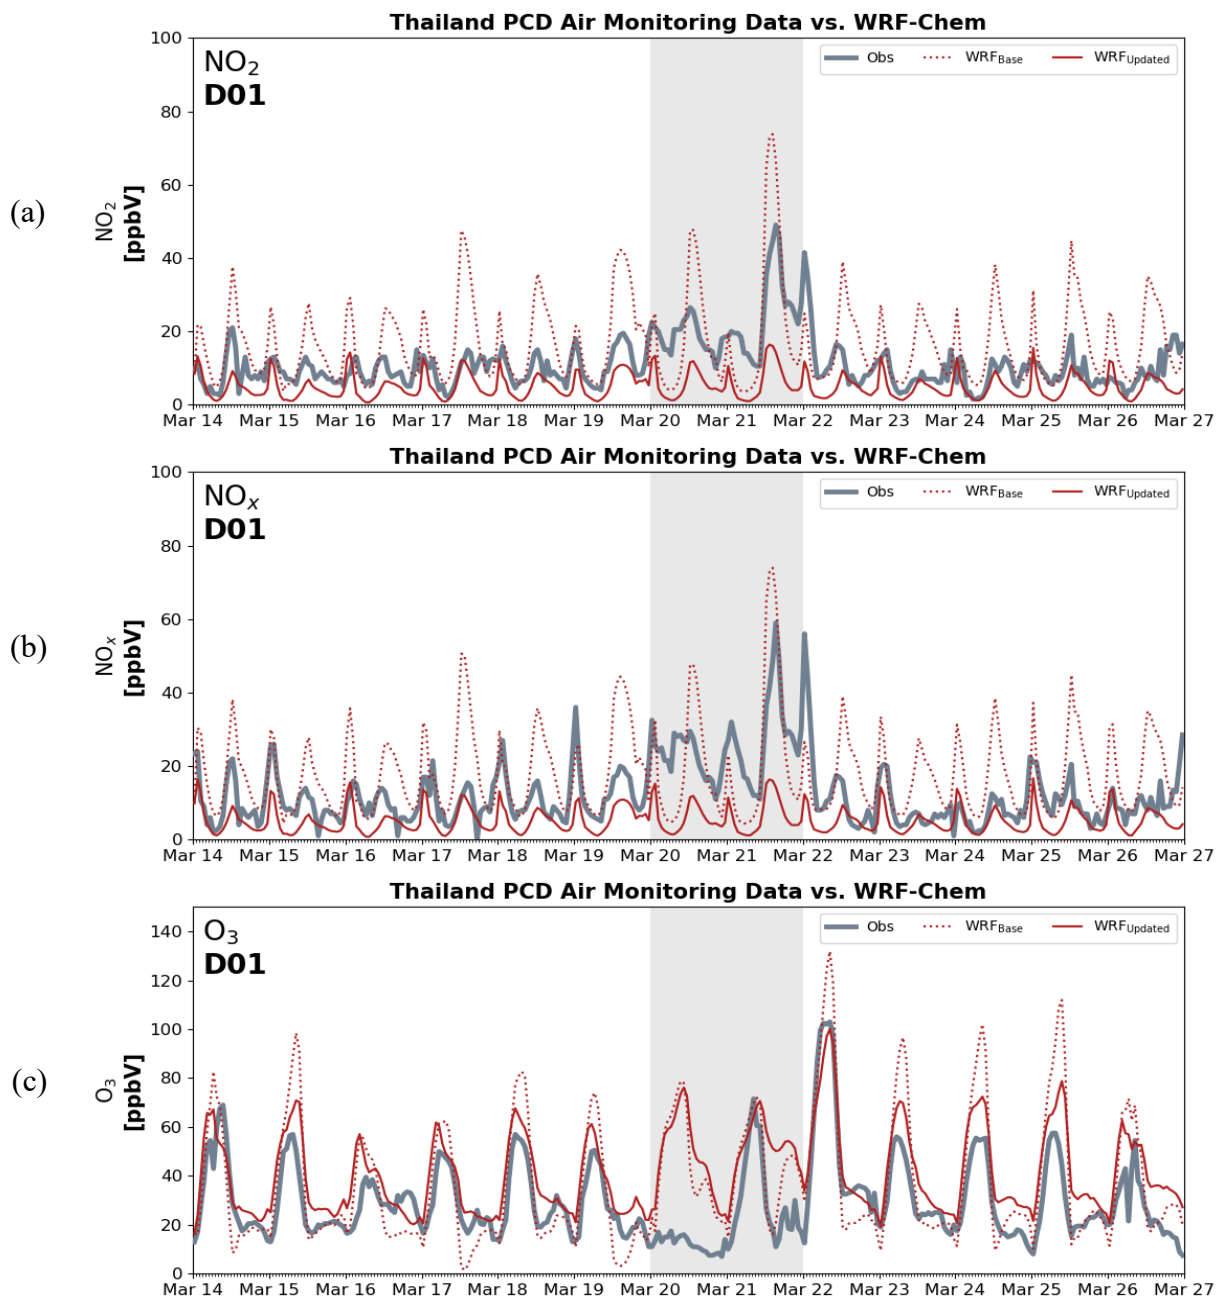 Thailand PCD Air Monitoring Data vs. WRF-Chem
(a)
NO₂
D01
Obs WRF_Base WRF_Updated
NO₂
[ppbV]
100
80
60
40
20
0
Mar 14 Mar 15 Mar 16 Mar 17 Mar 18 Mar 19 Mar 20 Mar 21 Mar 22 Mar 23 Mar 24 Mar 25 Mar 26 Mar 27
Thailand PCD Air Monitoring Data vs. WRF-Chem
(b)
NOₓ
D01
Obs WRF_Base WRF_Updated
NOₓ
[ppbV]
100
80
60
40
20
0
Mar 14 Mar 15 Mar 16 Mar 17 Mar 18 Mar 19 Mar 20 Mar 21 Mar 22 Mar 23 Mar 24 Mar 25 Mar 26 Mar 27
Thailand PCD Air Monitoring Data vs. WRF-Chem
(c)
O₃
D01
Obs WRF_Base WRF_Updated
O₃
[ppbV]
140
120
100
80
60
40
20
0
Mar 14 Mar 15 Mar 16 Mar 17 Mar 18 Mar 19 Mar 20 Mar 21 Mar 22 Mar 23 Mar 24 Mar 25 Mar 26 Mar 27